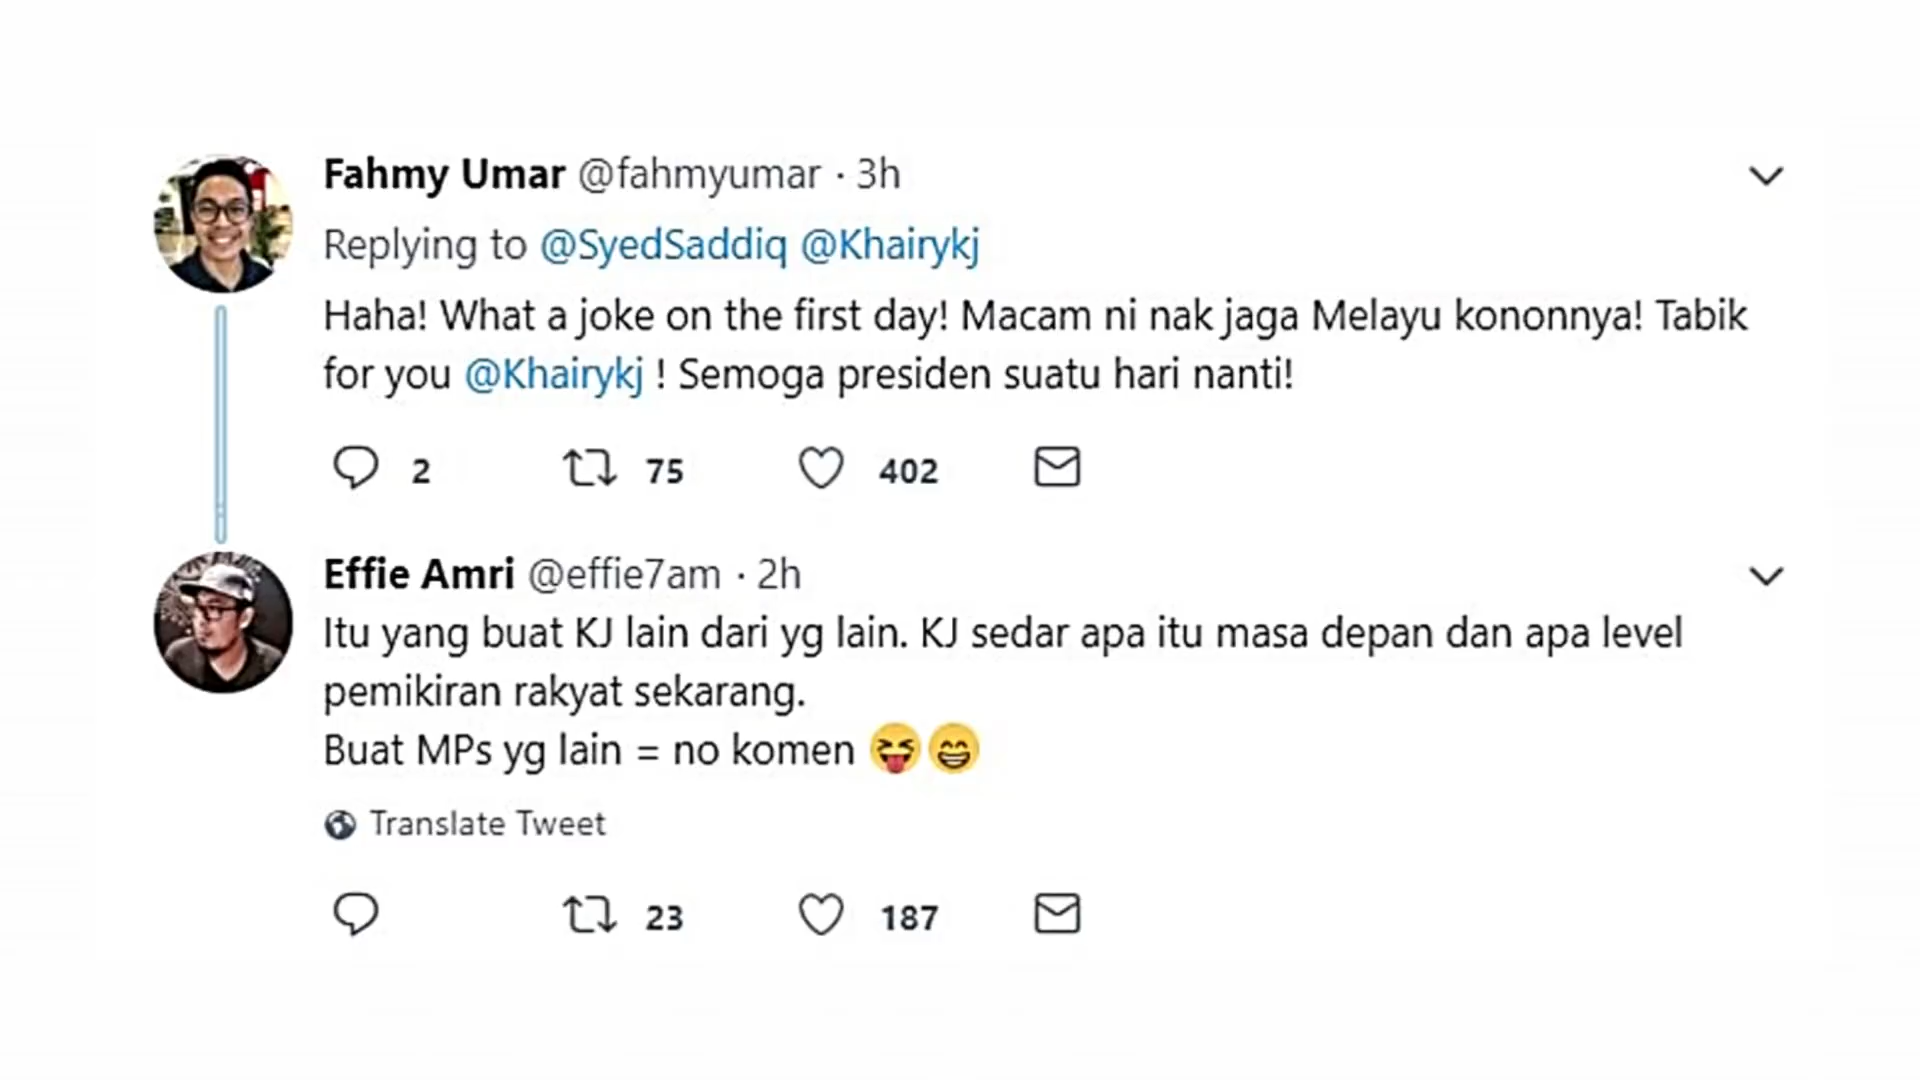 Fahmy Umar @fahmyumar · 3h
Replying to @SyedSaddiq @Khairykj
Haha! What a joke on the first day! Macam ni nak jaga Melayu kononnya! Tabik
for you @Khairykj ! Semoga presiden suatu hari nanti!
2 75 402
Effie Amri @effie7am · 2h
Itu yang buat KJ lain dari yg lain. KJ sedar apa itu masa depan dan apa level
pemikiran rakyat sekarang.
Buat MPs yg lain = no komen 😝😁
Translate Tweet
23 187